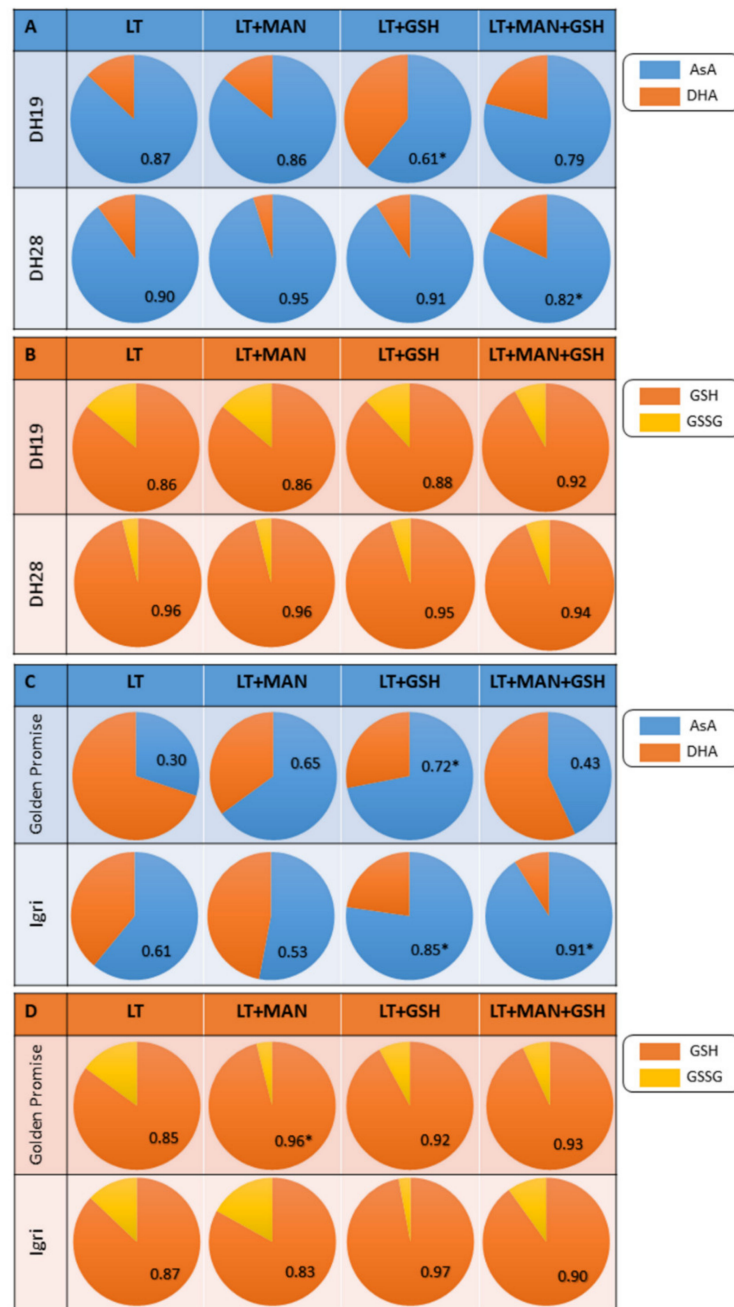 A LT LT+MAN LT+GSH LT+MAN+GSH
AsA
DHA
DH19
0.87 0.86 0.61* 0.79
DH28
0.90 0.95 0.91 0.82*
B LT LT+MAN LT+GSH LT+MAN+GSH
GSH
GSSG
DH19
0.86 0.86 0.88 0.92
DH28
0.96 0.96 0.95 0.94
C LT LT+MAN LT+GSH LT+MAN+GSH
AsA
DHA
Golden Promise
0.30 0.65 0.72* 0.43
Igri
0.61 0.53 0.85* 0.91*
D LT LT+MAN LT+GSH LT+MAN+GSH
GSH
GSSG
Golden Promise
0.85 0.96* 0.92 0.93
Igri
0.87 0.83 0.97 0.90